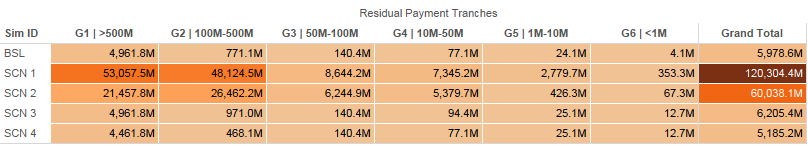 Residual Payment Tranches
Sim ID G1 | >500M G2 | 100M-500M G3 | 50M-100M G4 | 10M-50M G5 | 1M-10M G6 | <1M Grand Total
BSL 4,961.8M 771.1M 140.4M 77.1M 24.1M 4.1M 5,978.6M
SCN 1 53,057.5M 48,124.5M 8,644.2M 7,345.2M 2,779.7M 353.3M 120,304.4M
SCN 2 21,457.8M 26,462.2M 6,244.9M 5,379.7M 426.3M 67.3M 60,038.1M
SCN 3 4,961.8M 971.0M 140.4M 94.4M 25.1M 12.7M 6,205.4M
SCN 4 4,461.8M 468.1M 140.4M 77.1M 25.1M 12.7M 5,185.2M